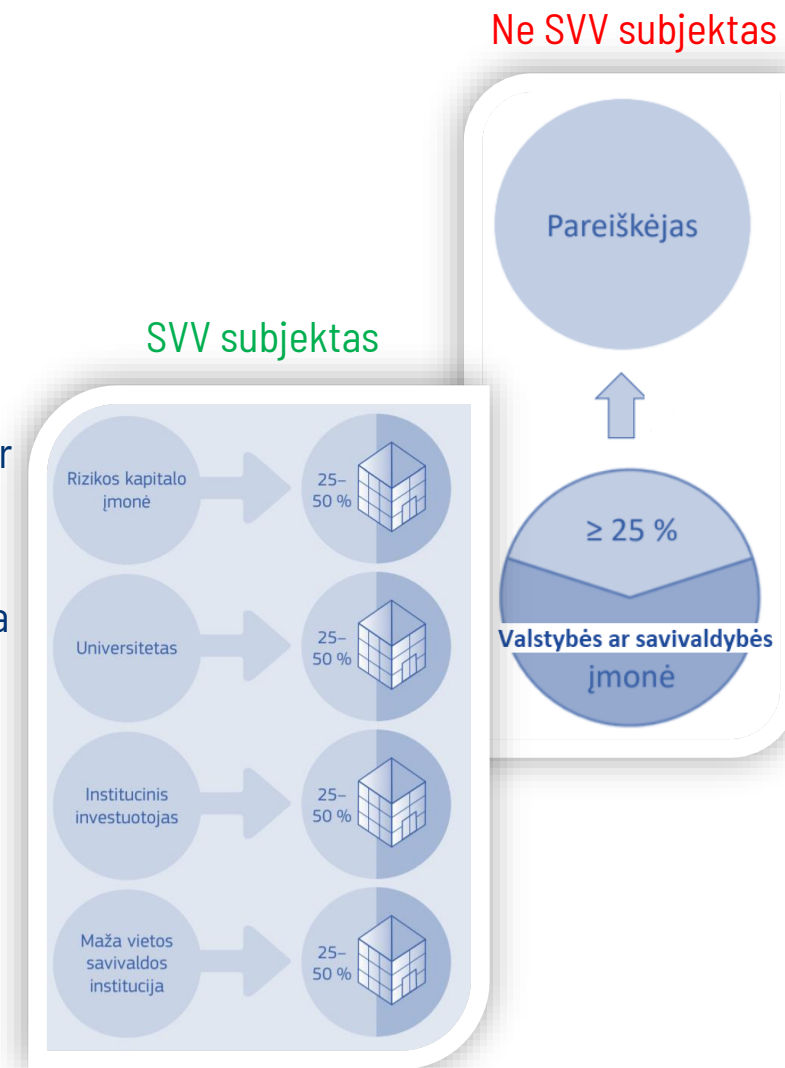 Ne SVV subjektas
Pareiškėjas
≥ 25 %
Valstybės ar savivaldybės
įmonė
SVV subjektas
r
a
Rizikos kapitalo
įmonė
25–
50 %
Universitetas
25–
50 %
Institucinis
investuotojas
25–
50 %
Maža vietos
savivaldos
institucija
25–
50 %